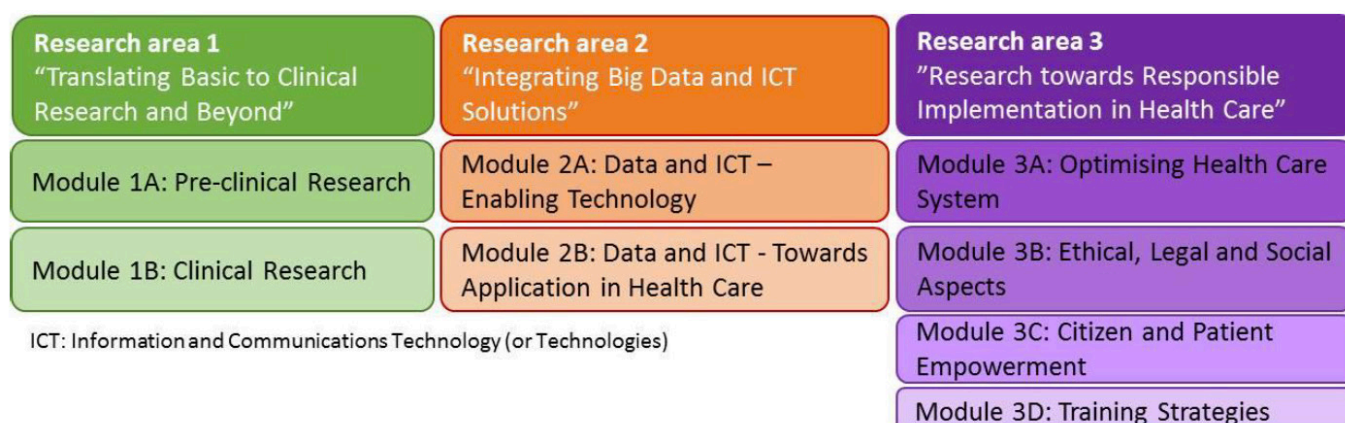 Research area 1
“Translating Basic to Clinical
Research and Beyond”
Module 1A: Pre-clinical Research
Module 1B: Clinical Research
Research area 2
“Integrating Big Data and ICT
Solutions”
Module 2A: Data and ICT –
Enabling Technology
Module 2B: Data and ICT - Towards
Application in Health Care
Research area 3
”Research towards Responsible
Implementation in Health Care”
Module 3A: Optimising Health Care
System
Module 3B: Ethical, Legal and Social
Aspects
Module 3C: Citizen and Patient
Empowerment
Module 3D: Training Strategies
ICT: Information and Communications Technology (or Technologies)